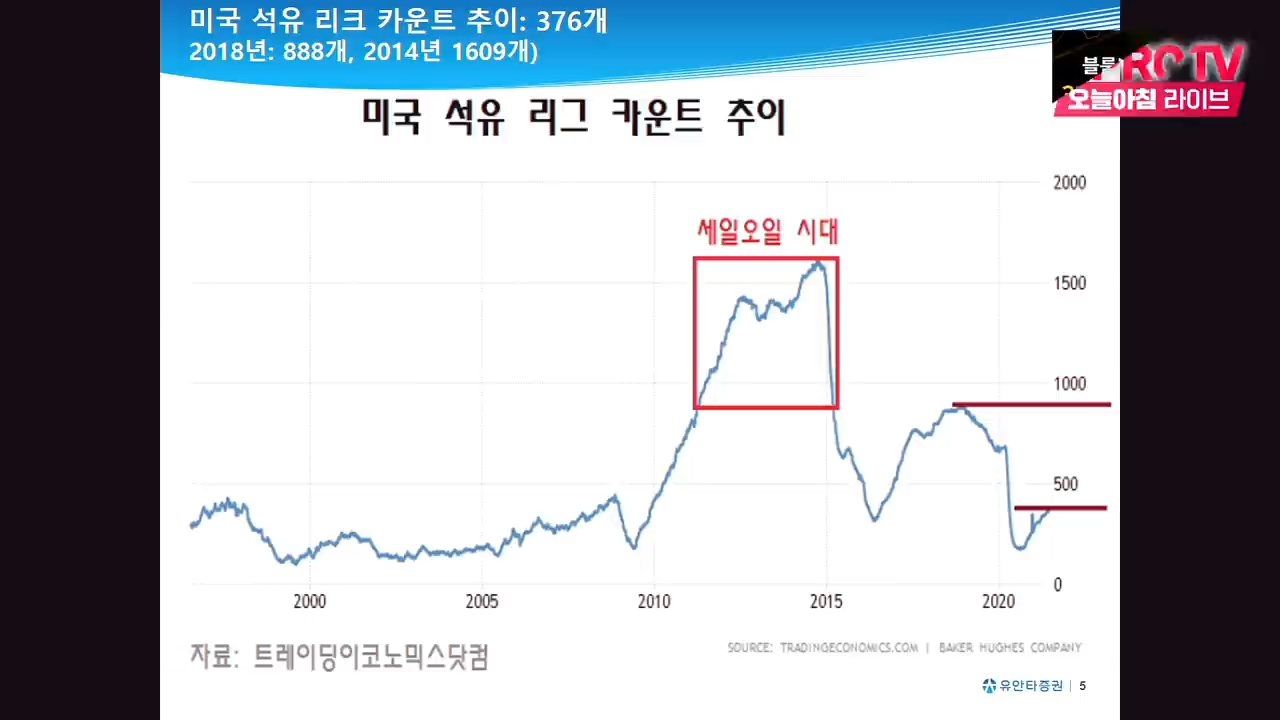 미국 석유 리크 카운트 추이: 376개
2018년: 888개, 2014년 1609개)
블룸
오늘아침 라이브
미국 석유 리그 카운트 추이
세일오일 시대
2000
1500
1000
500
0
2000 2005 2010 2015 2020
자료: 트레이딩이코노믹스닷컴
SOURCE: TRADINGECONOMICS.COM | BAKER HUGHES COMPANY
유안타증권 | 5